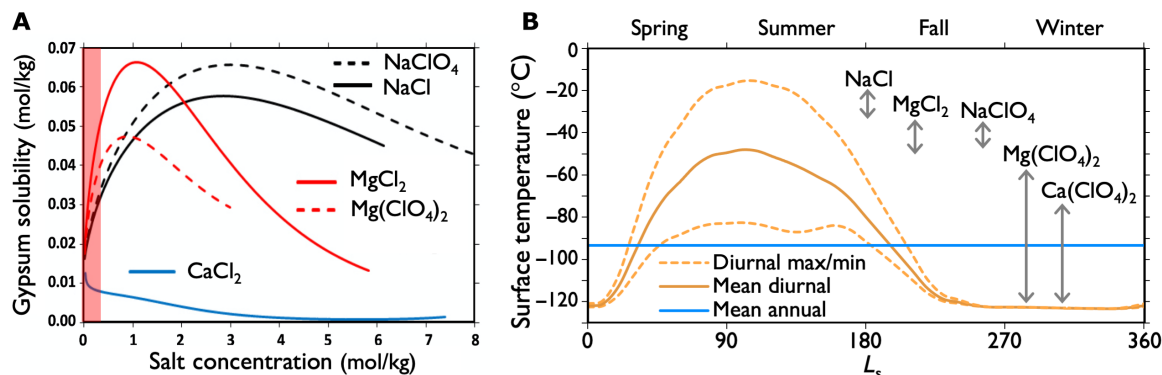 A
Gypsum solubility (mol/kg)
0.07
0.06
0.05
0.04
0.03
0.02
0.01
0.00
NaClO4
NaCl
MgCl2
Mg(ClO4)2
CaCl2
0 1 2 3 4 5 6 7 8
Salt concentration (mol/kg)
B
Spring Summer Fall Winter
Surface temperature (°C)
0
−20
−40
−60
−80
−100
−120
NaCl
MgCl2
NaClO4
Mg(ClO4)2
Ca(ClO4)2
Diurnal max/min
Mean diurnal
Mean annual
0 90 180 270 360
Ls